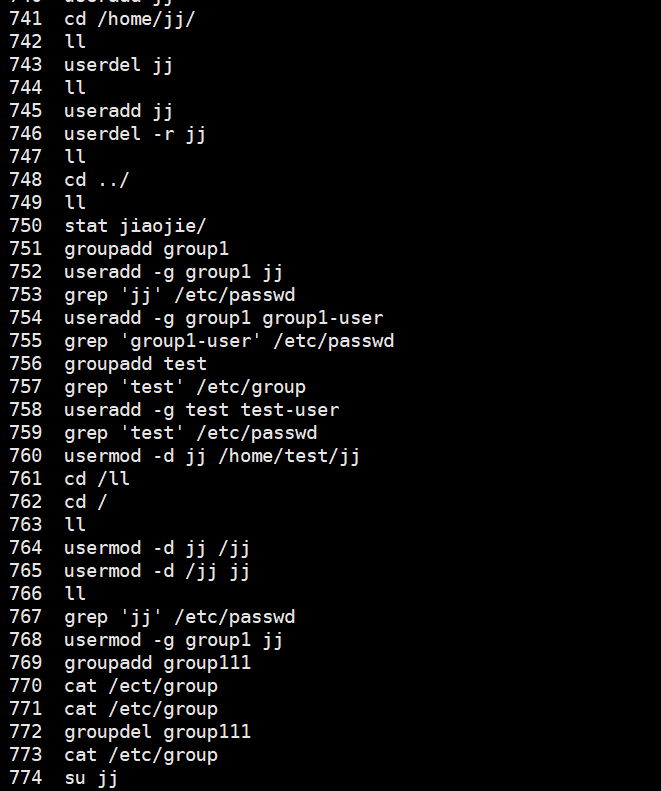 741 cd /home/jj/
742 ll
743 userdel jj
744 ll
745 useradd jj
746 userdel -r jj
747 ll
748 cd ../
749 ll
750 stat jiaojie/
751 groupadd group1
752 useradd -g group1 jj
753 grep 'jj' /etc/passwd
754 useradd -g group1 group1-user
755 grep 'group1-user' /etc/passwd
756 groupadd test
757 grep 'test' /etc/group
758 useradd -g test test-user
759 grep 'test' /etc/passwd
760 usermod -d jj /home/test/jj
761 cd /ll
762 cd /
763 ll
764 usermod -d jj /jj
765 usermod -d /jj jj
766 ll
767 grep 'jj' /etc/passwd
768 usermod -g group1 jj
769 groupadd group111
770 cat /ect/group
771 cat /etc/group
772 groupdel group111
773 cat /etc/group
774 su jj